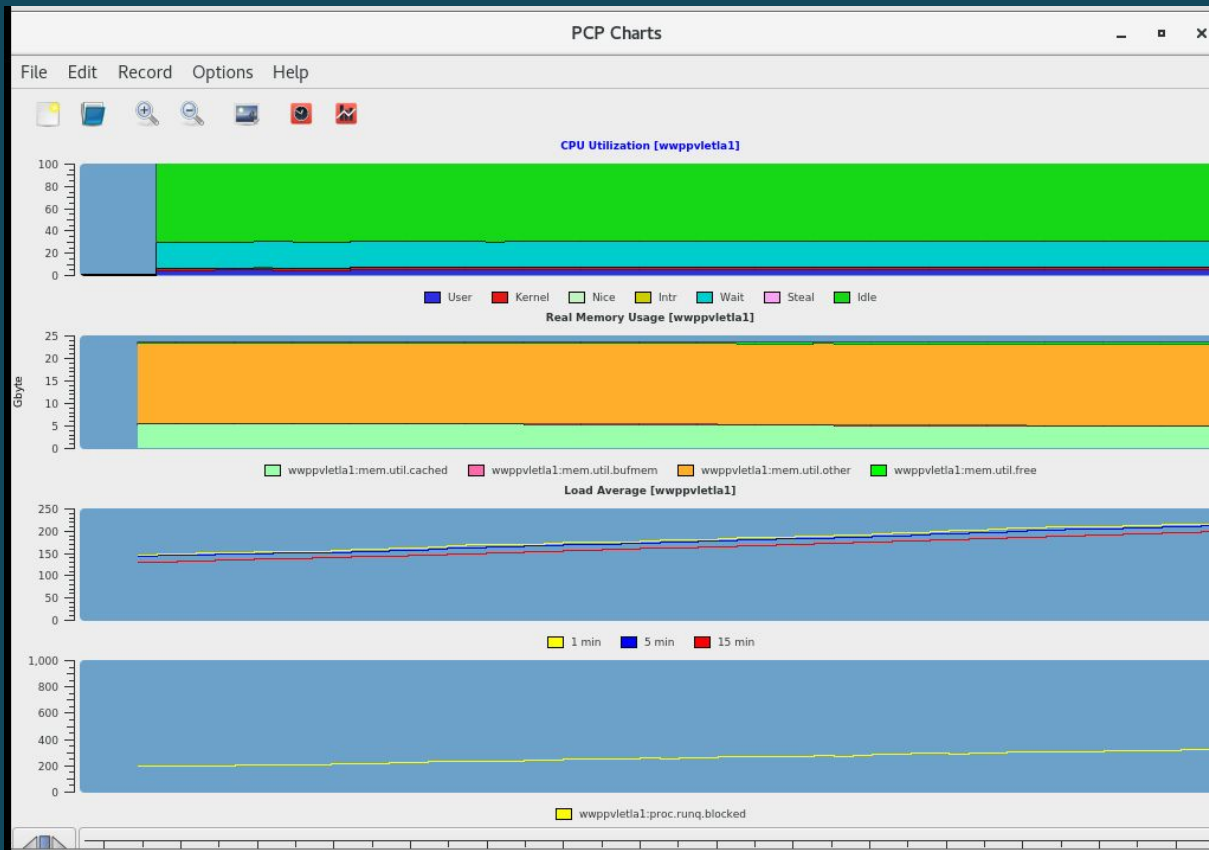 PCP Charts
File Edit Record Options Help
CPU Utilization [wwppvletla1]
100
80
60
40
20
0
User Kernel Nice Intr Wait Steal Idle
Real Memory Usage [wwppvletla1]
25
20
15
10
5
0
Gbyte
wwppvletla1:mem.util.cached wwppvletla1:mem.util.bufmem wwppvletla1:mem.util.other wwppvletla1:mem.util.free
Load Average [wwppvletla1]
250
200
150
100
50
0
1 min 5 min 15 min
1,000
800
600
400
200
0
wwppvletla1:proc.runq.blocked